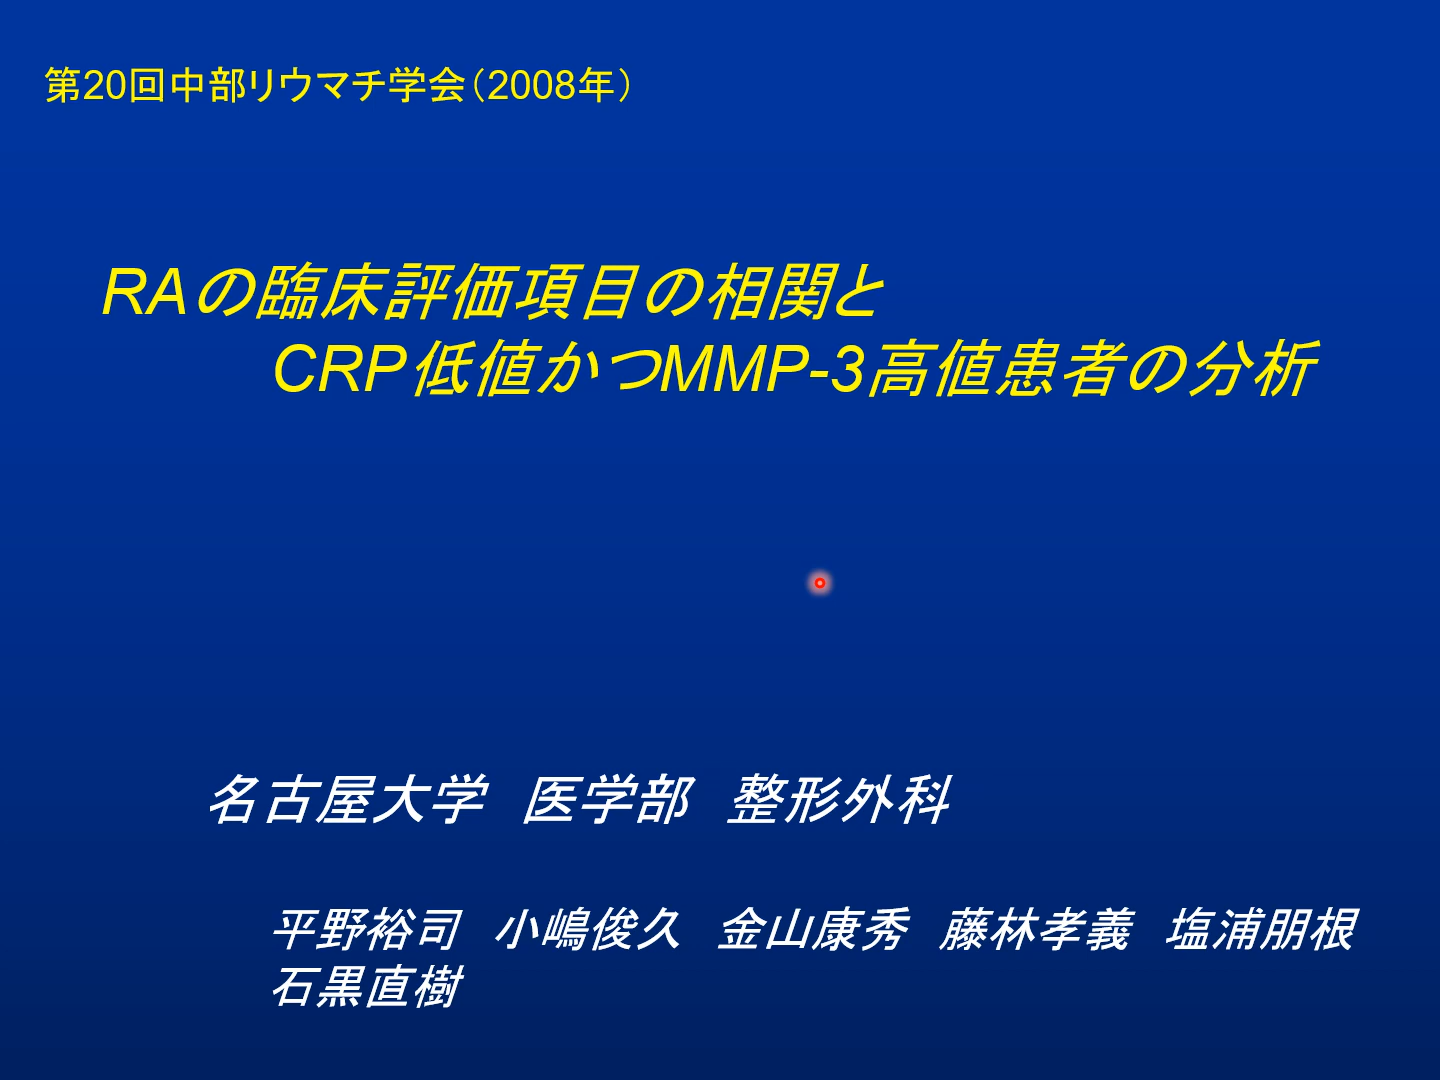 第20回中部リウマチ学会（2008年）
RAの臨床評価項目の相関と
CRP低値かつMMP-3高値患者の分析
名古屋大学　医学部　整形外科
平野裕司　小嶋俊久　金山康秀　藤林孝義　塩浦朋根
石黒直樹